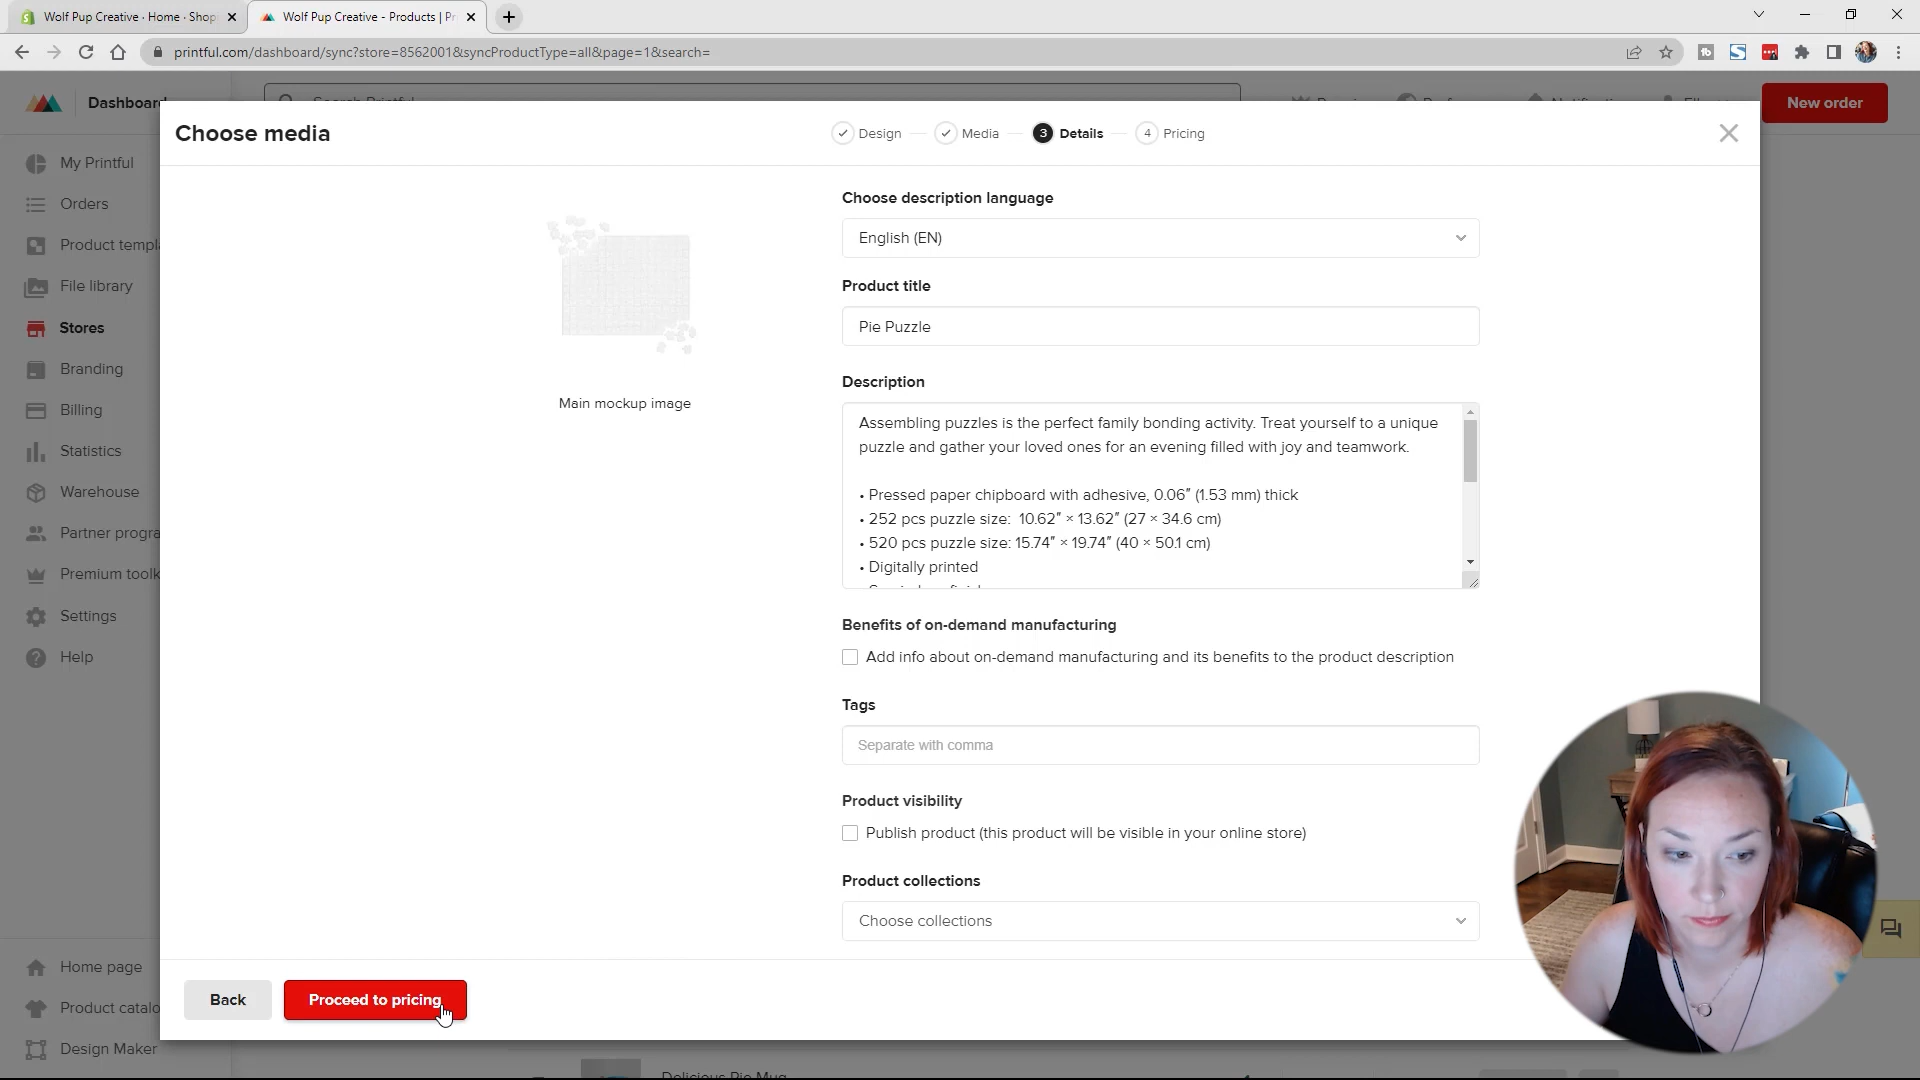 Wolf Pup Creative · Home · Shop
Wolf Pup Creative - Products | Pr
printful.com/dashboard/sync?store=8562001&syncProductType=all&page=1&search=
Dashboard
Search Printful
New order
Choose media
Design
Media
3 Details
4 Pricing
My Printful
Orders
Product templa
File library
Stores
Branding
Billing
Statistics
Warehouse
Partner progra
Premium toolk
Settings
? Help
Home page
Product catalo
Design Maker
Main mockup image
Choose description language
English (EN)
Product title
Pie Puzzle
Description
Assembling puzzles is the perfect family bonding activity. Treat yourself to a unique
puzzle and gather your loved ones for an evening filled with joy and teamwork.
• Pressed paper chipboard with adhesive, 0.06″ (1.53 mm) thick
• 252 pcs puzzle size:  10.62″ × 13.62″ (27 × 34.6 cm)
• 520 pcs puzzle size: 15.74″ × 19.74″ (40 × 50.1 cm)
• Digitally printed
Benefits of on-demand manufacturing
Add info about on-demand manufacturing and its benefits to the product description
Tags
Separate with comma
Product visibility
Publish product (this product will be visible in your online store)
Product collections
Choose collections
Back
Proceed to pricing
Delicious Pie Mug